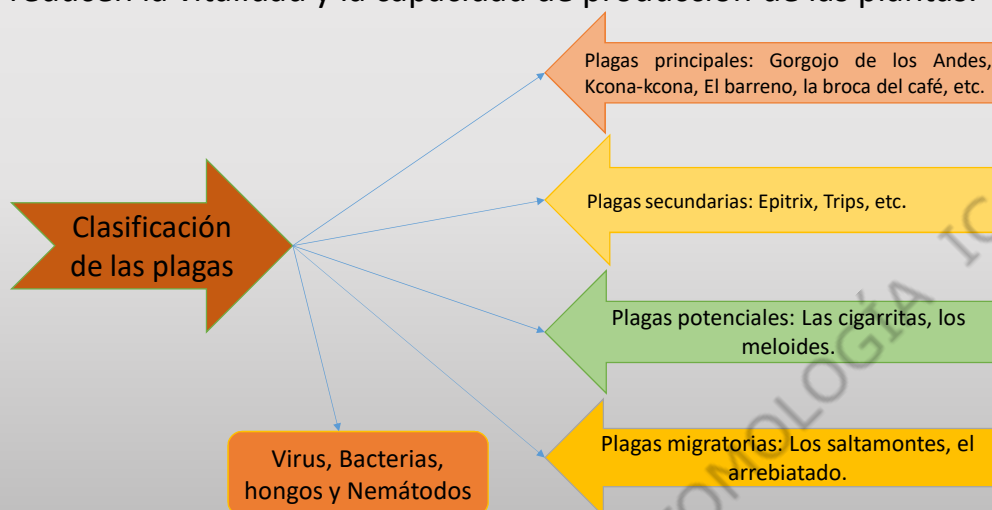 reducen la vitalidad y la capacidad de producción de las plantas.
Plagas principales: Gorgojo de los Andes,
Kcona-kcona, El barreno, la broca del café, etc.
Clasificación
de las plagas
Plagas secundarias: Epitrix, Trips, etc.
Plagas potenciales: Las cigarritas, los
meloides.
Plagas migratorias: Los saltamontes, el
arrebiatado.
Virus, Bacterias,
hongos y Nemátodos